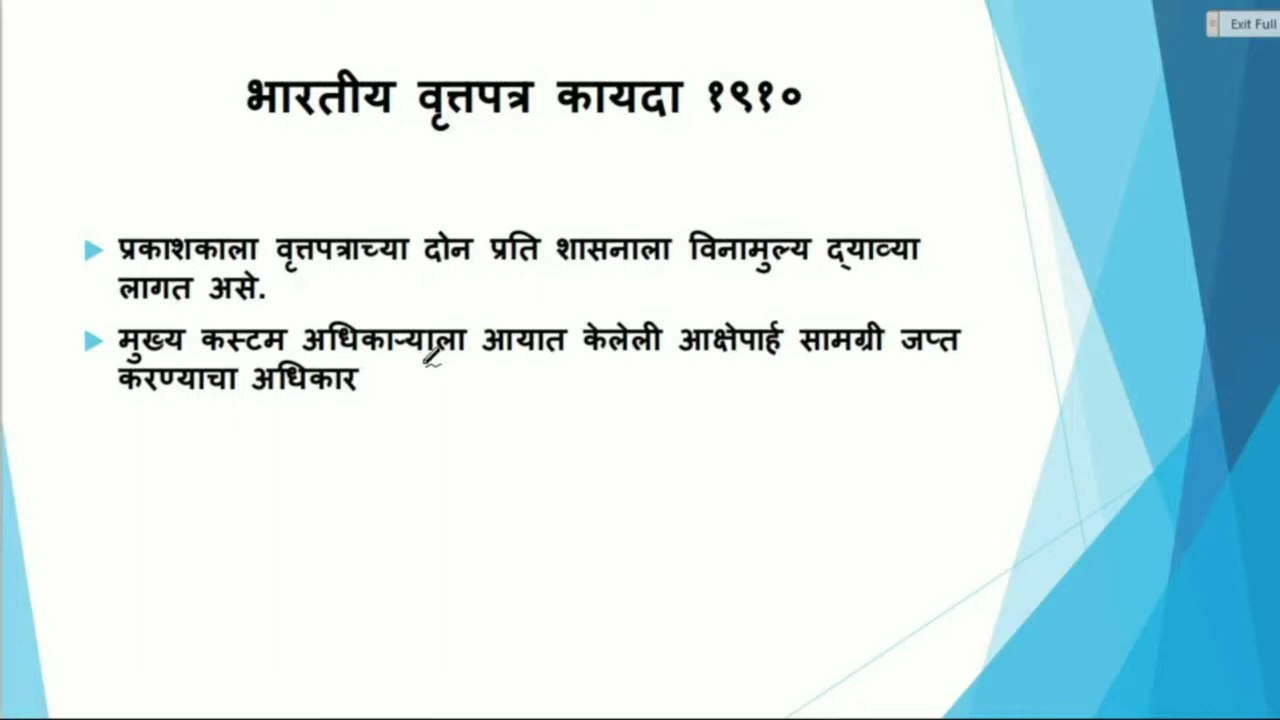 Exit Full
भारतीय वृत्तपत्र कायदा १९१०
प्रकाशकाला वृत्तपत्राच्या दोन प्रति शासनाला विनामुल्य द्‌याव्या
लागत असे.
मुख्य कस्टम अधिकाऱ्याला आयात केलेली आक्षेपार्ह सामग्री जप्त
करण्याचा अधिकार